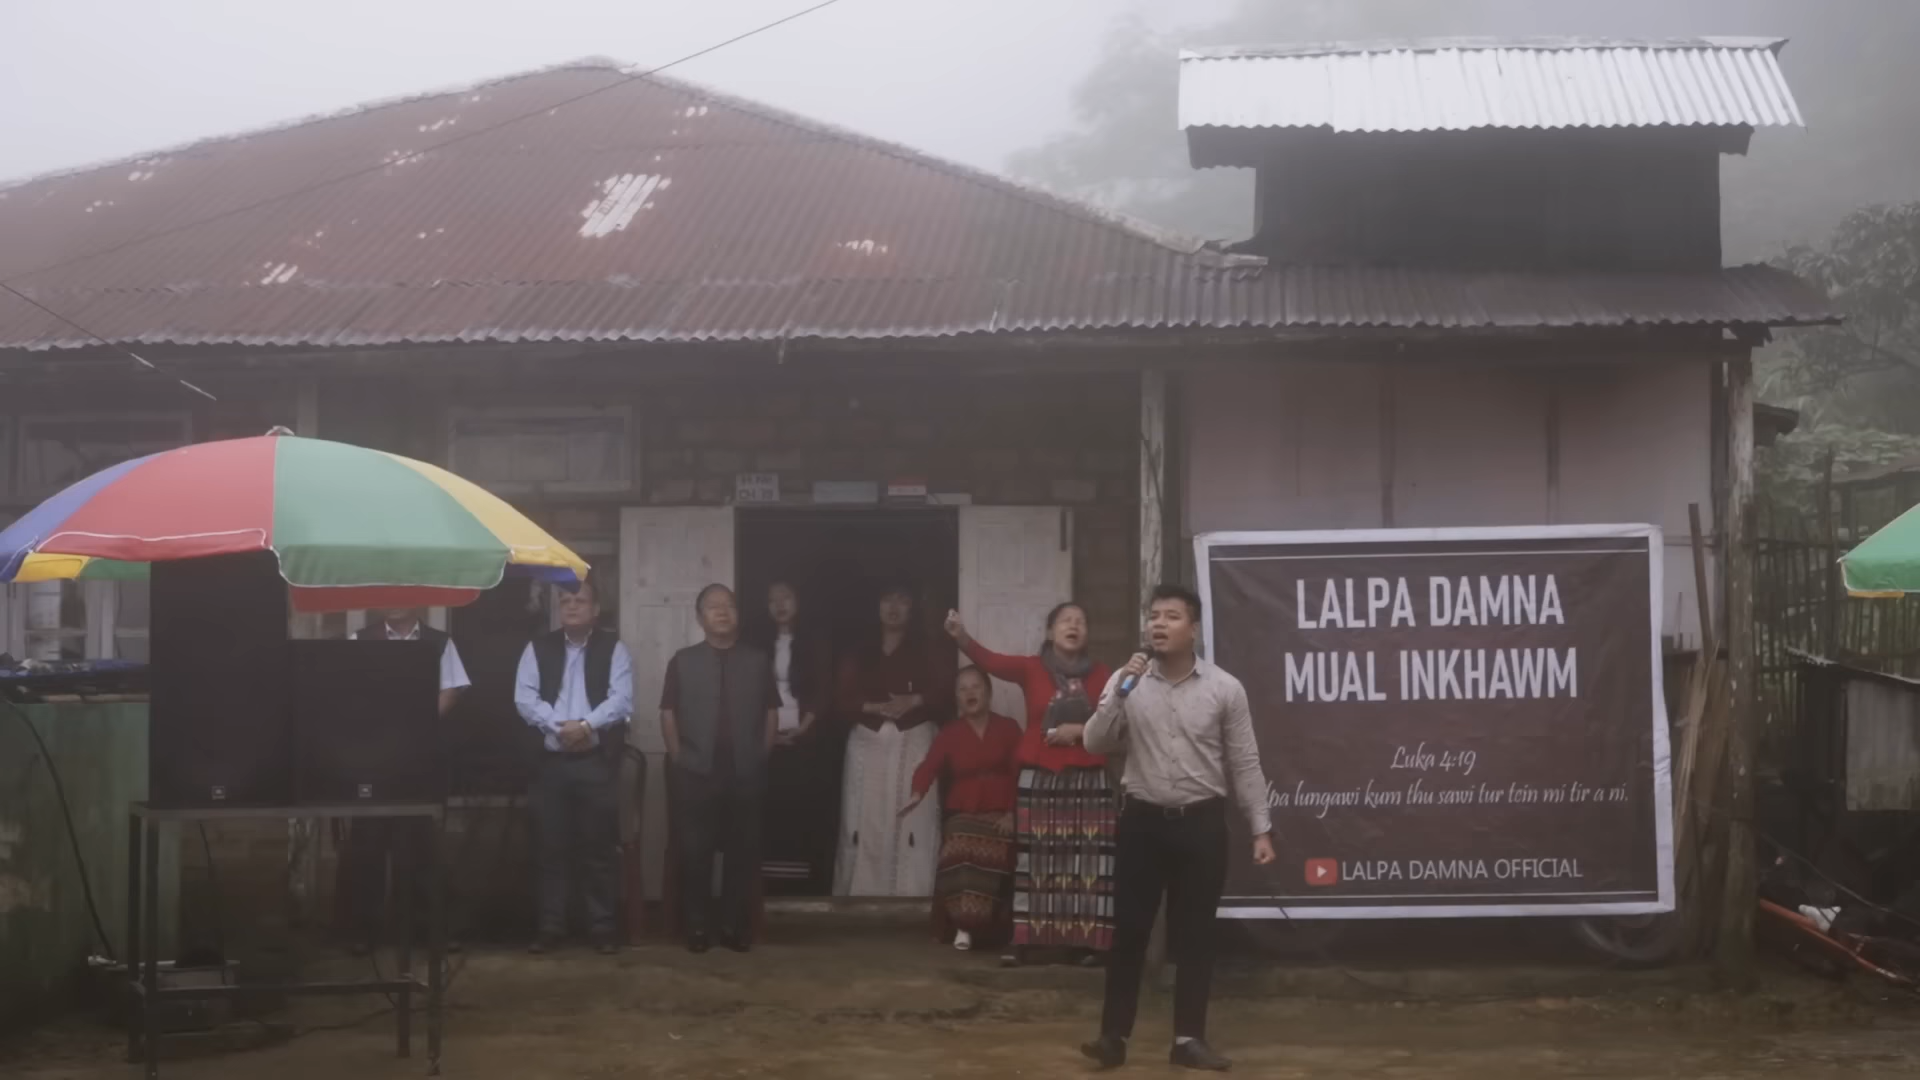 LALPA DAMNA
MUAL INKHAWM
Luka 4:19
lungawi kum thu sawi tur tein mi tir a ni.
LALPA DAMNA OFFICIAL